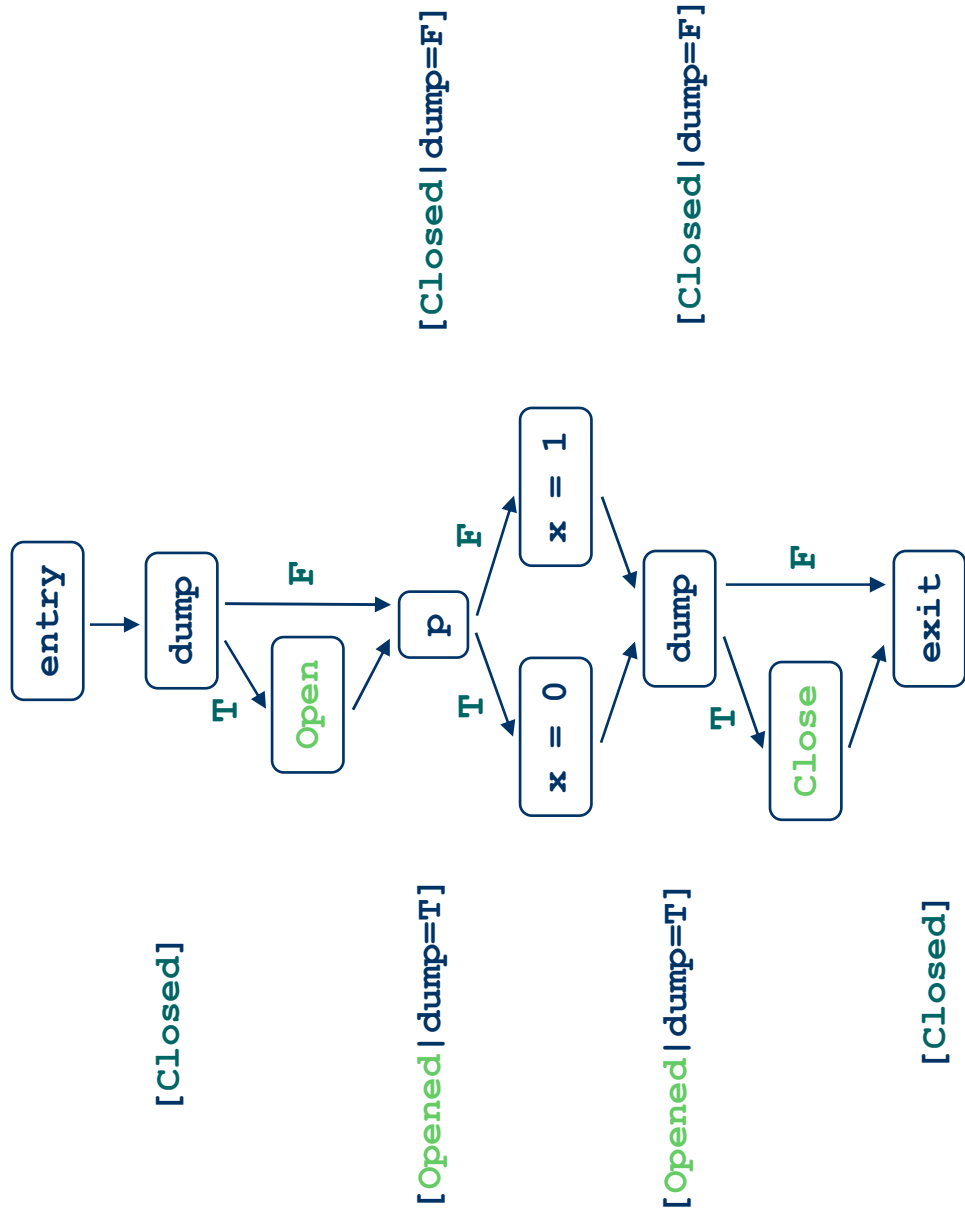 entry
dump
[Closed]
T
F
Open
p
[Opened|dump=T]
[Closed|dump=F]
T
F
x = 0
x = 1
dump
[Opened|dump=T]
[Closed|dump=F]
T
F
Close
exit
[Closed]